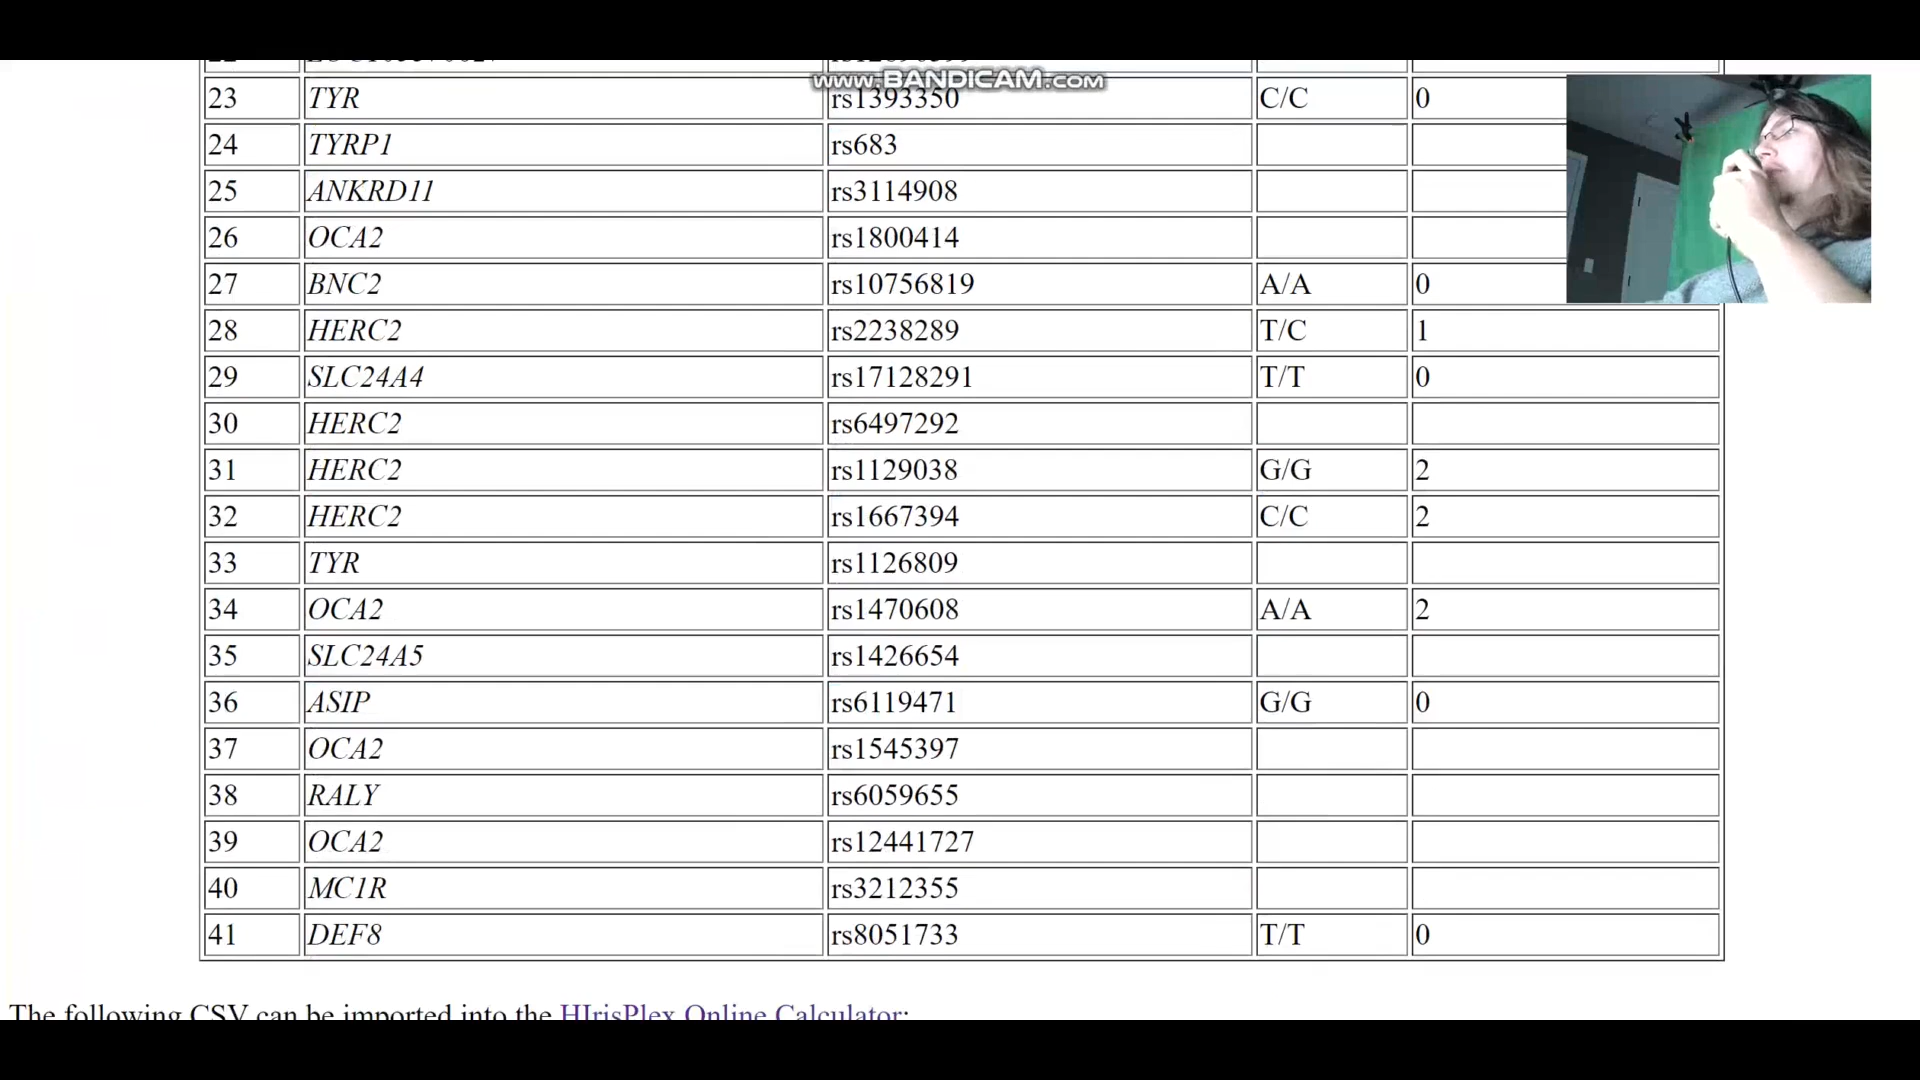 www.BANDICAM.com
23 TYR rs1393350 C/C 0
24 TYRP1 rs683
25 ANKRD11 rs3114908
26 OCA2 rs1800414
27 BNC2 rs10756819 A/A 0
28 HERC2 rs2238289 T/C 1
29 SLC24A4 rs17128291 T/T 0
30 HERC2 rs6497292
31 HERC2 rs1129038 G/G 2
32 HERC2 rs1667394 C/C 2
33 TYR rs1126809
34 OCA2 rs1470608 A/A 2
35 SLC24A5 rs1426654
36 ASIP rs6119471 G/G 0
37 OCA2 rs1545397
38 RALY rs6059655
39 OCA2 rs12441727
40 MC1R rs3212355
41 DEF8 rs8051733 T/T 0
The following CSV can be imported into the HIrisPlex Online Calculator: